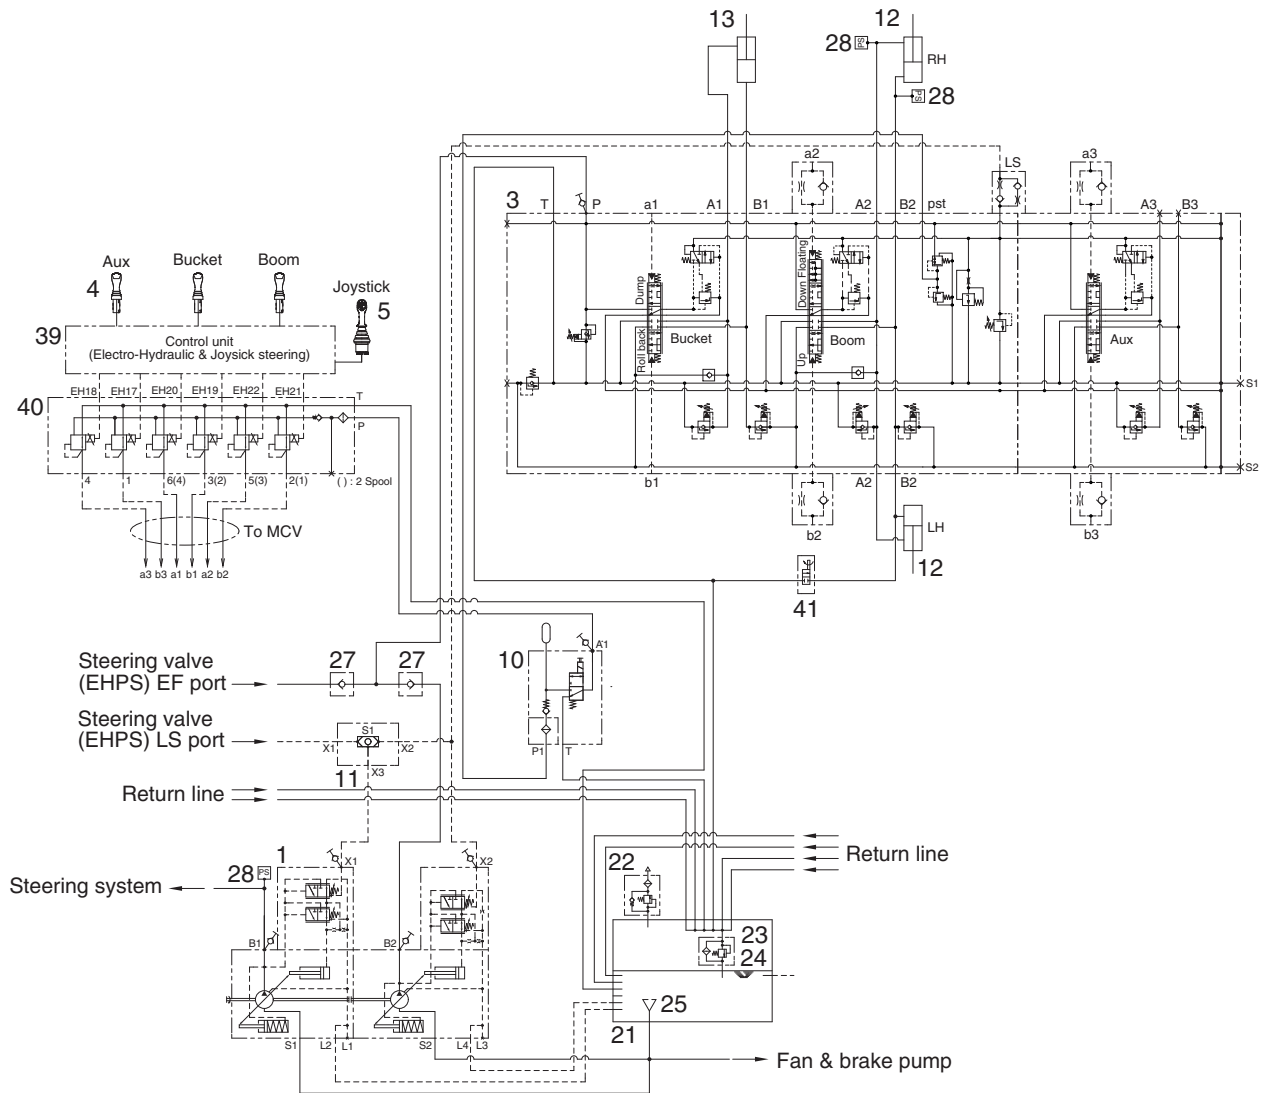 13
12
28
PS
RH
PS
28
a2
LS
a3
3
T
P
a1
A1
B1
A2
B2
pst
A3
B3
Aux
Bucket
Boom
4
Joystick
5
39
Control unit
(Electro-Hydraulic & Joysick steering)
Dump
Roll back
Bucket
Down Floating
Up
Boom
Aux
S1
EH18
EH17
EH20
EH19
EH22
EH21
T
40
P
4
1
6(4)
3(2)
5(3)
2(1)
( ) : 2 Spool
S2
b1
A2
B2
To MCV
b2
LH
b3
a3
b3
a1
b1
a2
b2
12
41
Steering valve
(EHPS) EF port
27
27
10
A1
Steering valve
(EHPS) LS port
X1
S1
X2
X3
11
P1
T
Return line
Return line
1
X1
X2
28
PS
Steering system
22
B1
B2
23
24
25
21
S1
L2
L1
S2
L4
L3
Fan & brake pump